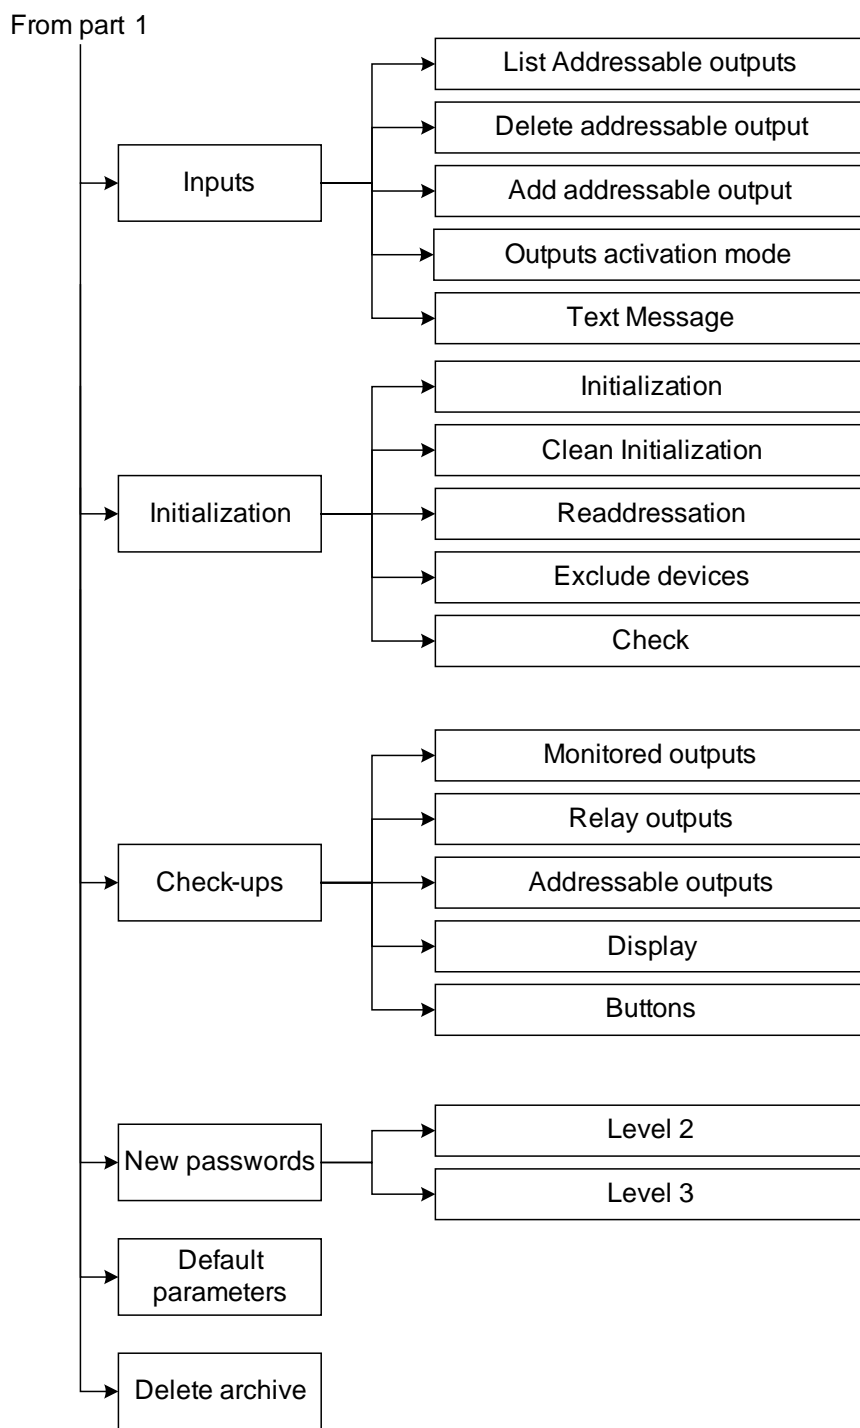 From part 1
Inputs
List Addressable outputs
Delete addressable output
Add addressable output
Outputs activation mode
Text Message
Initialization
Initialization
Clean Initialization
Readdressation
Exclude devices
Check
Check-ups
Monitored outputs
Relay outputs
Addressable outputs
Display
Buttons
New passwords
Level 2
Level 3
Default
parameters
Delete archive